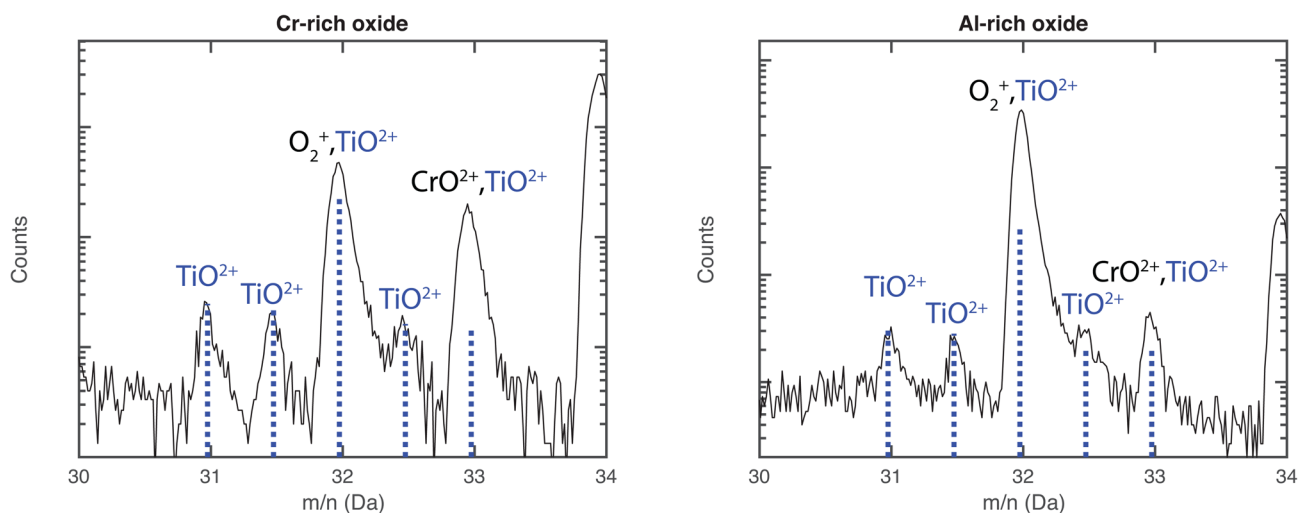 Cr-rich oxide
Counts
TiO²⁺
TiO²⁺
O₂⁺,TiO²⁺
TiO²⁺
CrO²⁺,TiO²⁺
30 31 32 33 34
m/n (Da)
Al-rich oxide
Counts
TiO²⁺
TiO²⁺
O₂⁺,TiO²⁺
TiO²⁺
CrO²⁺,TiO²⁺
30 31 32 33 34
m/n (Da)